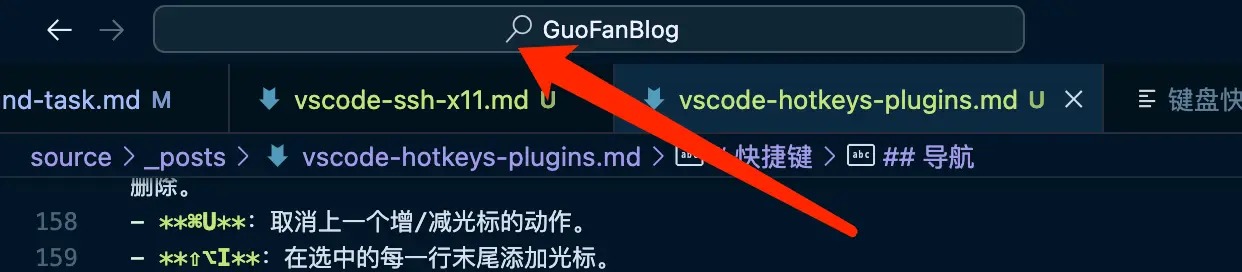 GuoFanBlog
nd-task.md M vscode-ssh-x11.md U vscode-hotkeys-plugins.md U 键盘快
source > _posts > vscode-hotkeys-plugins.md > abc 快捷键 > abc ## 导航
删除。
158 - **⌘U**: 取消上一个增/减光标的动作。
159 - **⇧⌥I**: 在选中的每一行末尾添加光标。